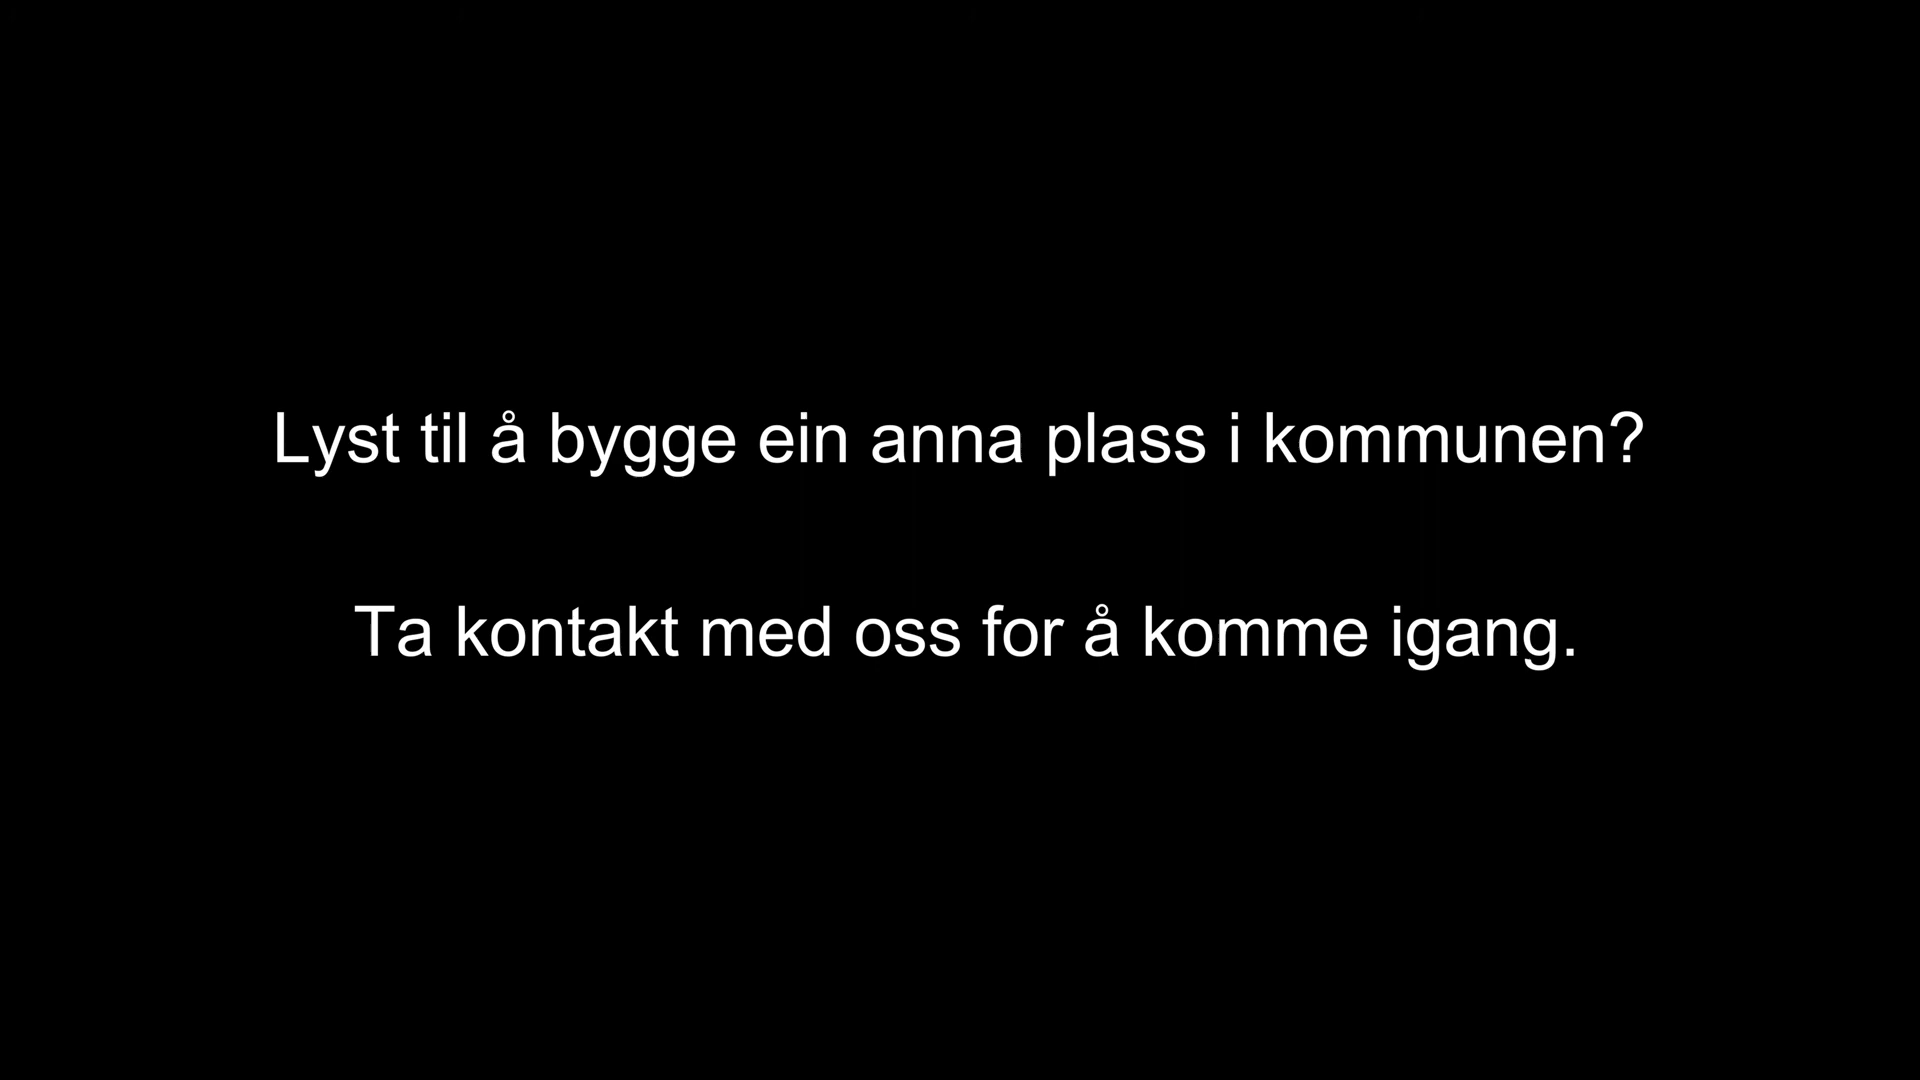 Lyst til å bygge ein anna plass i kommunen?
Ta kontakt med oss for å komme igang.